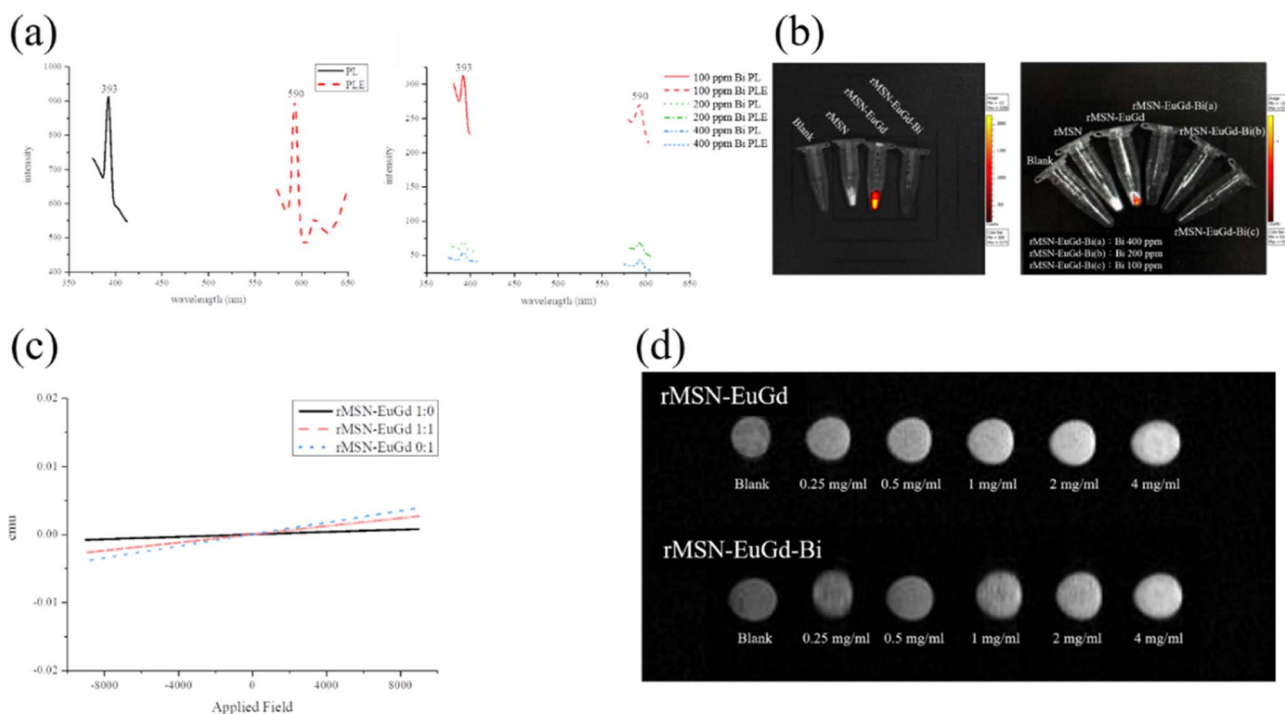 (a)
1000
900
800
700
600
500
400
intensity
393
590
PL
PLE
350
400
450
500
550
600
650
wavelength (nm)
300
250
200
150
100
50
0
intensity
393
590
100 ppm Bi PL
100 ppm Bi PLE
200 ppm Bi PL
200 ppm Bi PLE
400 ppm Bi PL
400 ppm Bi PLE
350
400
450
500
550
600
650
wavelength (nm)
(b)
Blank
rMSN
rMSN-EuGd
rMSN-EuGd-Bi
Blank
rMSN
rMSN-EuGd
rMSN-EuGd-Bi(a)
rMSN-EuGd-Bi(b)
rMSN-EuGd-Bi(c)
rMSN-EuGd-Bi(a)：Bi 400 ppm
rMSN-EuGd-Bi(b)：Bi 200 ppm
rMSN-EuGd-Bi(c)：Bi 100 ppm
(c)
0.02
0.01
0.00
-0.01
-0.02
emu
rMSN-EuGd 1:0
rMSN-EuGd 1:1
rMSN-EuGd 0:1
-8000
-4000
0
4000
8000
Applied Field
(d)
rMSN-EuGd
Blank
0.25 mg/ml
0.5 mg/ml
1 mg/ml
2 mg/ml
4 mg/ml
rMSN-EuGd-Bi
Blank
0.25 mg/ml
0.5 mg/ml
1 mg/ml
2 mg/ml
4 mg/ml